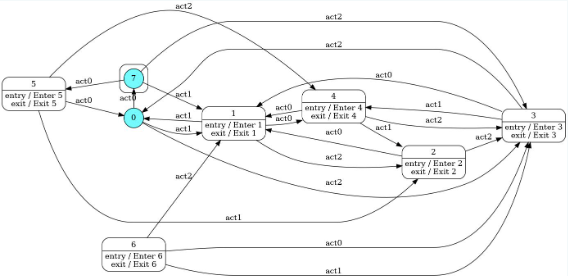 act2
act2
act2
5
entry / Enter 5
exit / Exit 5
act0
act0
7
act0
0
act1
act1
act1
1
entry / Enter 1
exit / Exit 1
act0
act0
4
entry / Enter 4
exit / Exit 4
act0
act1
act2
act1
act0
act2
2
entry / Enter 2
exit / Exit 2
act2
3
entry / Enter 3
exit / Exit 3
act2
act2
act1
6
entry / Enter 6
exit / Exit 6
act0
act1